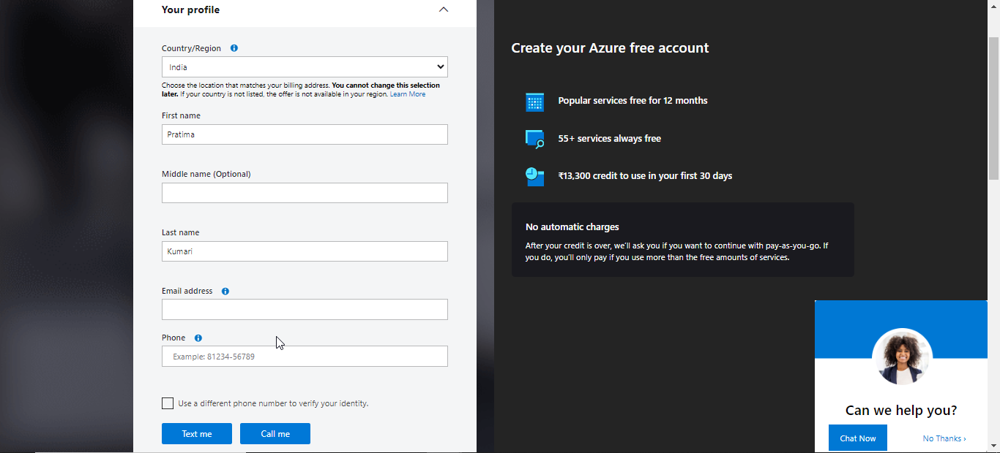 Your profile
Country/Region
India
Choose the location that matches your billing address. You cannot change this selection
later. If your country is not listed, the offer is not available in your region. Learn More
First name
Pratima
Middle name (Optional)
Last name
Kumari
Email address
Phone
Example: 81234-56789
Use a different phone number to verify your identity.
Text me
Call me
Create your Azure free account
Popular services free for 12 months
55+ services always free
₹13,300 credit to use in your first 30 days
No automatic charges
After your credit is over, we'll ask you if you want to continue with pay-as-you-go. If
you do, you'll only pay if you use more than the free amounts of services.
Can we help you?
Chat Now
No Thanks ›